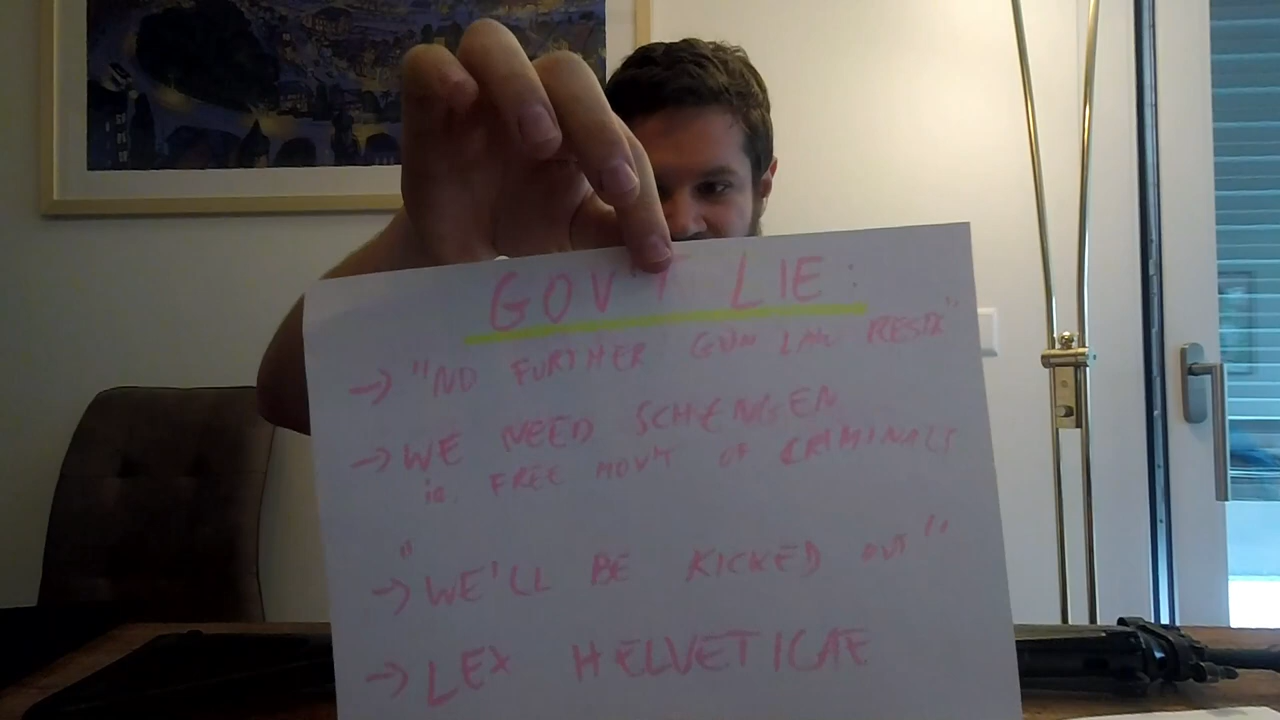 GOV'T LIE:
→ "NO FURTHER GUN LAW RESTR"
→ WE NEED SCHENGEN
ie. FREE MOV'T OF CRIMINALS
→ "WE'LL BE KICKED OUT"
→ LEX HELVETICAE